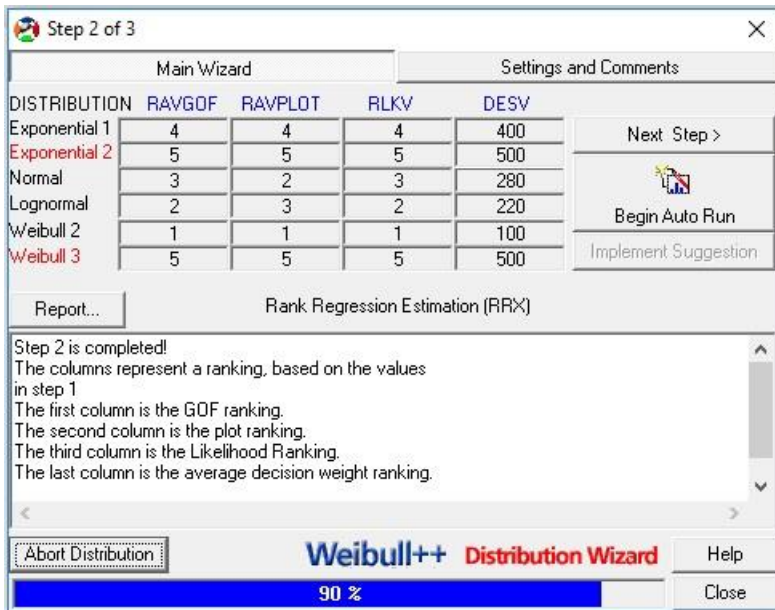 Step 2 of 3
Main Wizard Settings and Comments
DISTRIBUTION RAVGOF RAVPLOT RLKV DESV
Exponential 1 4 4 4 400
Exponential 2 5 5 5 500
Normal 3 2 3 280
Lognormal 2 3 2 220
Weibull 2 1 1 1 100
Weibull 3 5 5 5 500
Next Step >
Begin Auto Run
Implement Suggestion
Report... Rank Regression Estimation (RRX)
Step 2 is completed!
The columns represent a ranking, based on the values
in step 1
The first column is the GOF ranking.
The second column is the plot ranking.
The third column is the Likelihood Ranking.
The last column is the average decision weight ranking.
Abort Distribution Weibull++ Distribution Wizard Help
90 % Close